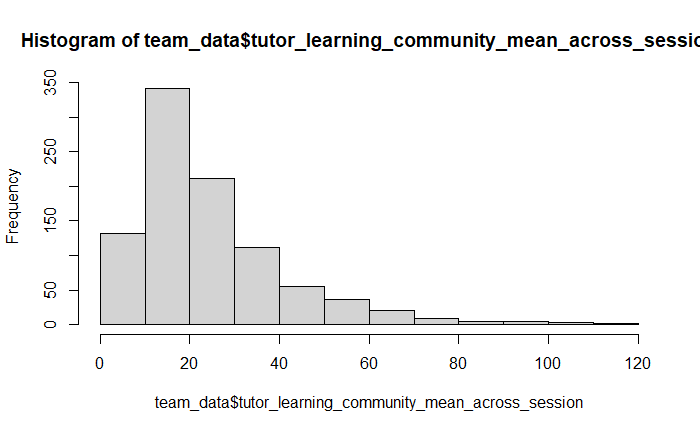 Histogram of team_data$tutor_learning_community_mean_across_sessio
350
250
150
50
0
Frequency
0 20 40 60 80 100 120
team_data$tutor_learning_community_mean_across_session